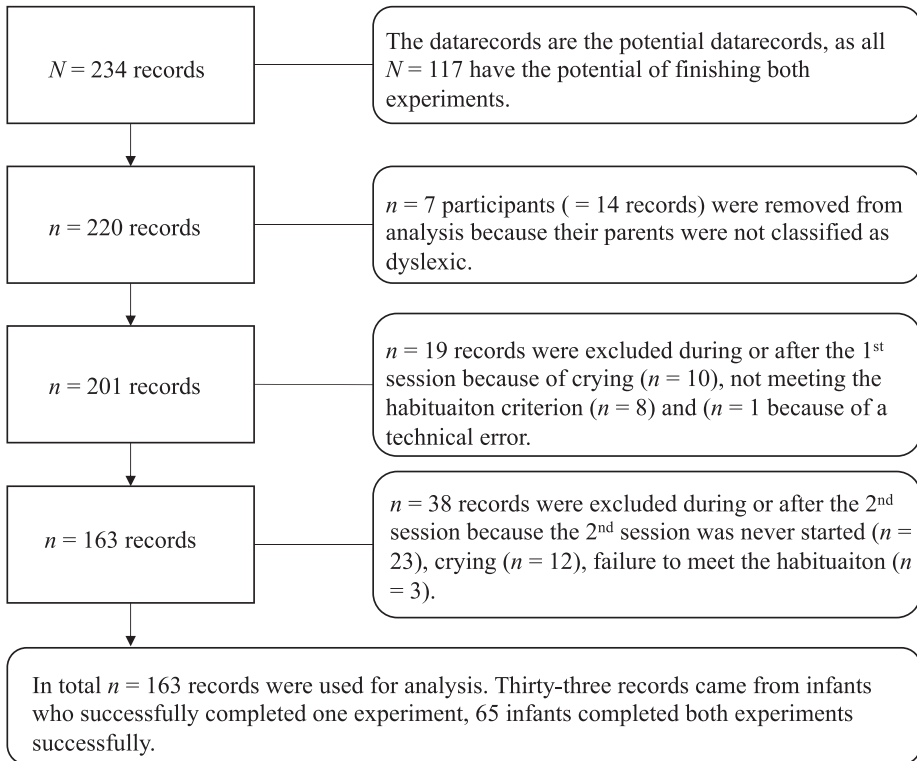 N = 234 records
The datarecords are the potential datarecords, as all
N = 117 have the potential of finishing both
experiments.
n = 220 records
n = 7 participants ( = 14 records) were removed from
analysis because their parents were not classified as
dyslexic.
n = 201 records
n = 19 records were excluded during or after the 1st
session because of crying (n = 10), not meeting the
habituaiton criterion (n = 8) and (n = 1 because of a
technical error.
n = 163 records
n = 38 records were excluded during or after the 2nd
session because the 2nd session was never started (n =
23), crying (n = 12), failure to meet the habituaiton (n
= 3).
In total n = 163 records were used for analysis. Thirty-three records came from infants
who successfully completed one experiment, 65 infants completed both experiments
successfully.